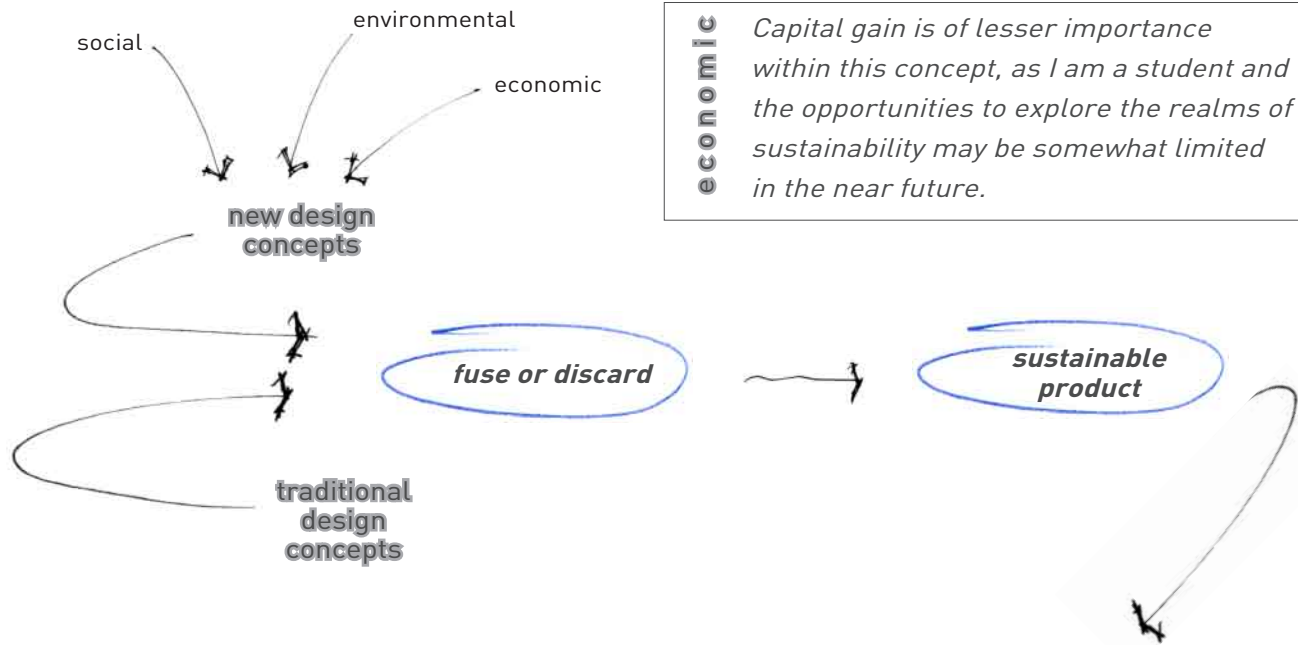 environmental
social
economic
new design
concepts
fuse or discard
sustainable
product
traditional
design
concepts
economic
Capital gain is of lesser importance
within this concept, as I am a student and
the opportunities to explore the realms of
sustainability may be somewhat limited
in the near future.